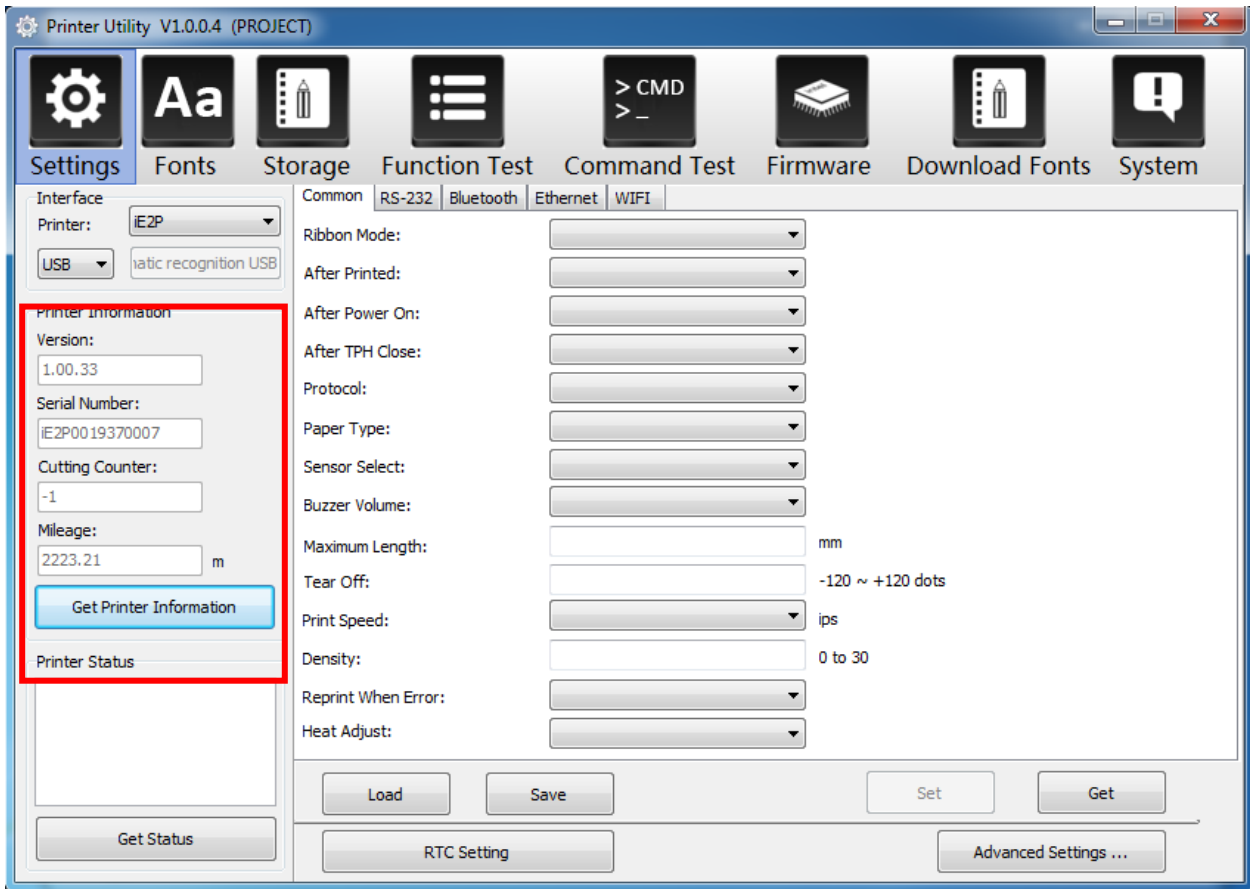 Printer Utility V1.0.0.4 (PROJECT)
> CMD
> _
Aa
Settings Fonts Storage Function Test Command Test Firmware Download Fonts System
Interface
Printer: iE2P
USB natic recognition USB
Printer Information
Version:
1.00.33
Serial Number:
iE2P0019370007
Cutting Counter:
-1
Mileage:
2223.21 m
Get Printer Information
Printer Status
Get Status
Common RS-232 Bluetooth Ethernet WIFI
Ribbon Mode:
After Printed:
After Power On:
After TPH Close:
Protocol:
Paper Type:
Sensor Select:
Buzzer Volume:
Maximum Length: mm
Tear Off: -120 ~ +120 dots
Print Speed: ips
Density: 0 to 30
Reprint When Error:
Heat Adjust:
Load Save Set Get
RTC Setting Advanced Settings ...